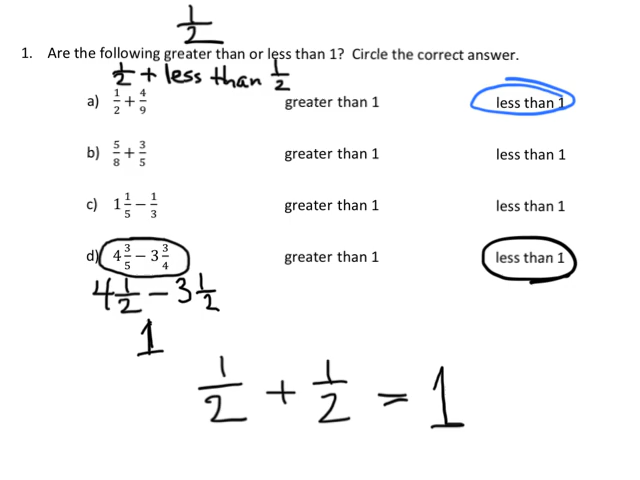 1/2
1. Are the following greater than or less than 1? Circle the correct answer.
1/2 + less than 1/2
a) 1/2 + 4/9 greater than 1 less than 1
b) 5/8 + 3/5 greater than 1 less than 1
c) 1 1/5 − 1/3 greater than 1 less than 1
d) 4 3/5 − 3 3/4 greater than 1 less than 1
4 1/2 − 3 1/2
1
1/2 + 1/2 = 1